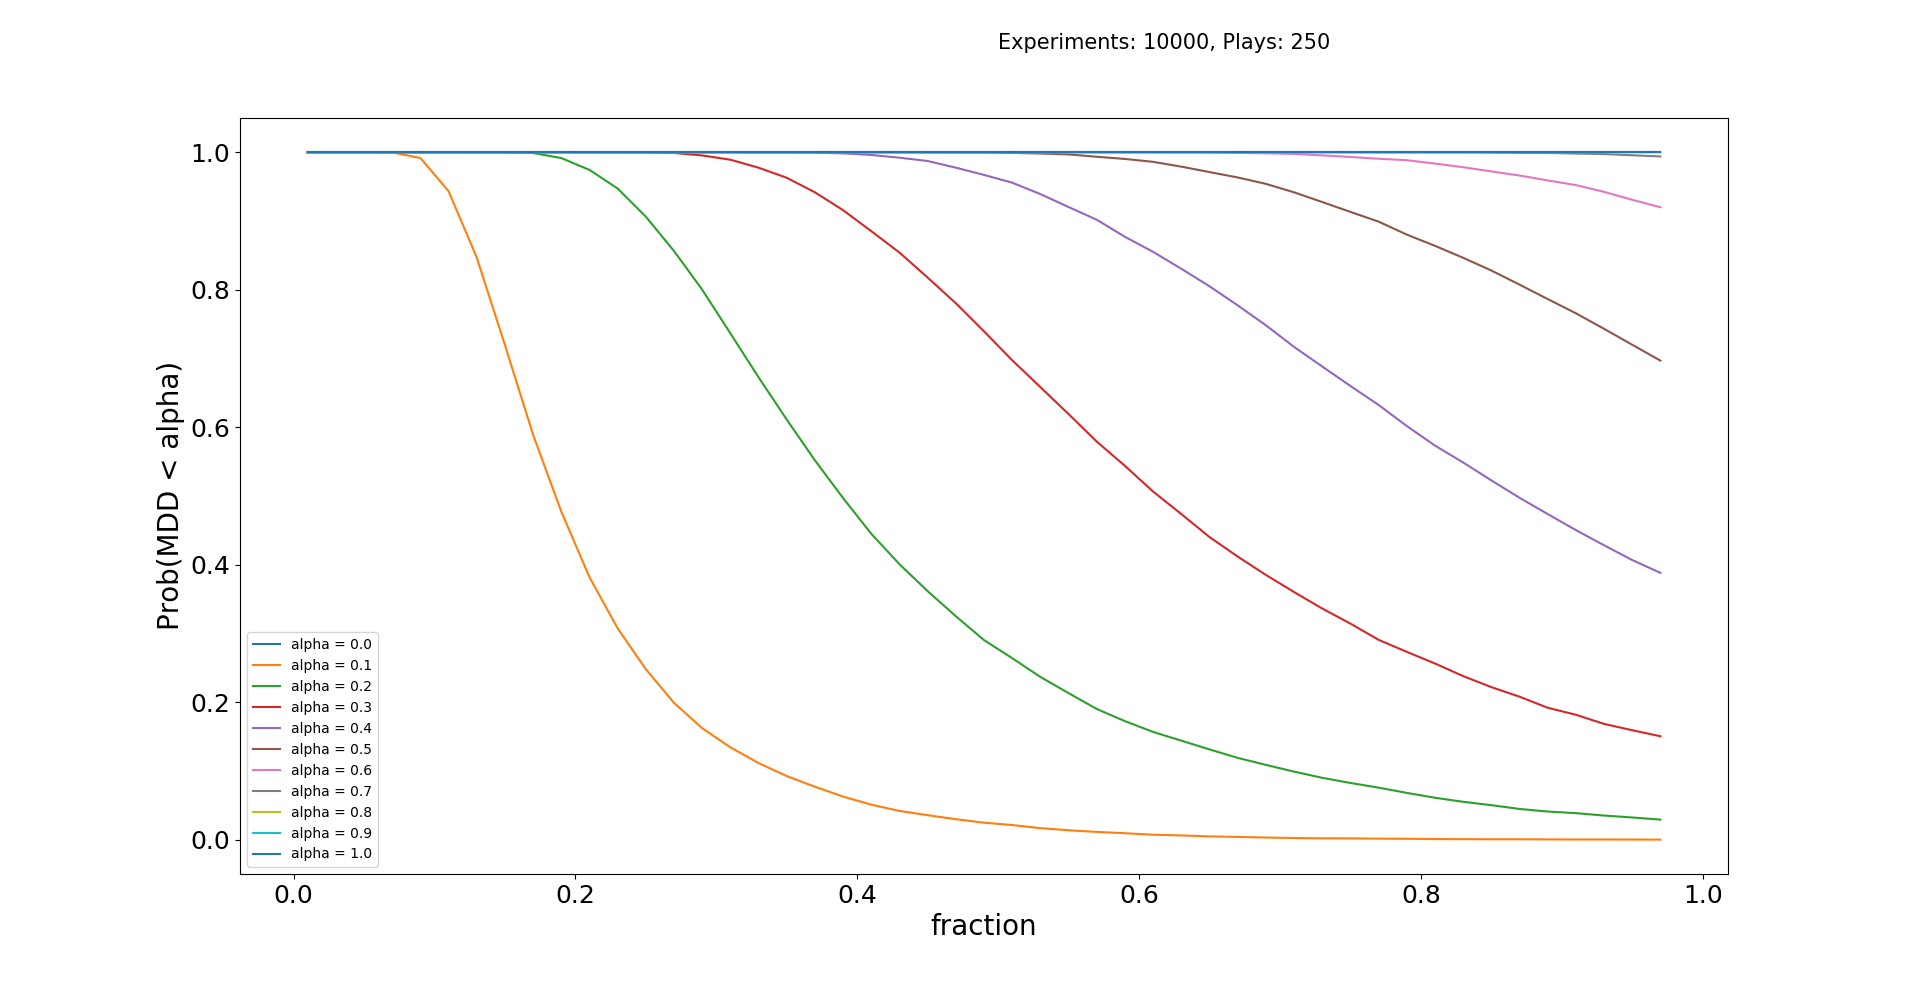 Experiments: 10000, Plays: 250
1.0
0.8
0.6
0.4
0.2
0.0
Prob(MDD < alpha)
alpha = 0.0
alpha = 0.1
alpha = 0.2
alpha = 0.3
alpha = 0.4
alpha = 0.5
alpha = 0.6
alpha = 0.7
alpha = 0.8
alpha = 0.9
alpha = 1.0
0.0 0.2 0.4 0.6 0.8 1.0
fraction